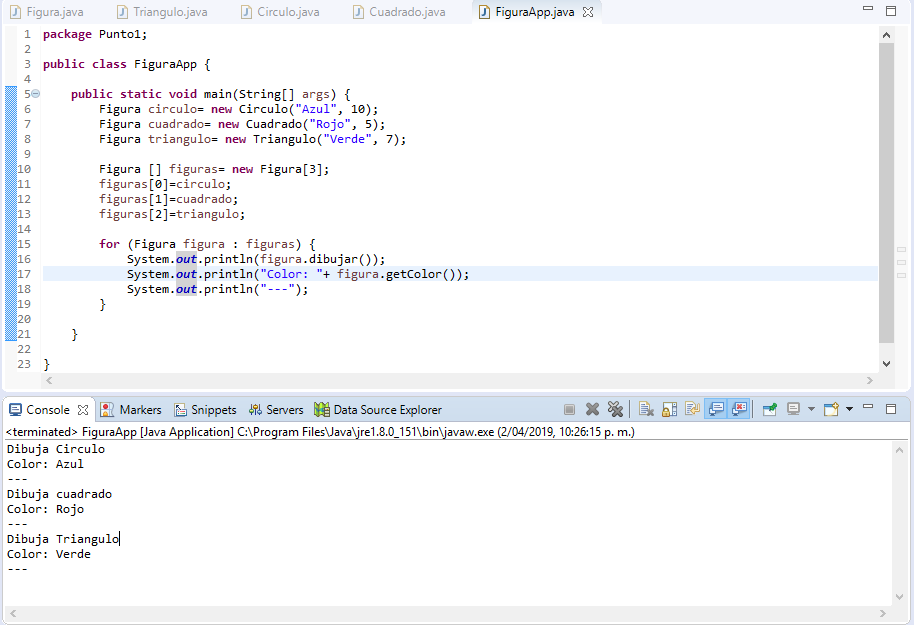 Figura.java Triangulo.java Circulo.java Cuadrado.java FiguraApp.java
1 package Punto1;
2
3 public class FiguraApp {
4
5 public static void main(String[] args) {
6 Figura circulo= new Circulo("Azul", 10);
7 Figura cuadrado= new Cuadrado("Rojo", 5);
8 Figura triangulo= new Triangulo("Verde", 7);
9
10 Figura [] figuras= new Figura[3];
11 figuras[0]=circulo;
12 figuras[1]=cuadrado;
13 figuras[2]=triangulo;
14
15 for (Figura figura : figuras) {
16 System.out.println(figura.dibujar());
17 System.out.println("Color: "+ figura.getColor());
18 System.out.println("---");
19 }
20
21 }
22
23 }
Console Markers Snippets Servers Data Source Explorer
<terminated> FiguraApp [Java Application] C:\Program Files\Java\jre1.8.0_151\bin\javaw.exe (2/04/2019, 10:26:15 p. m.)
Dibuja Circulo
Color: Azul
---
Dibuja cuadrado
Color: Rojo
---
Dibuja Triangulo
Color: Verde
---